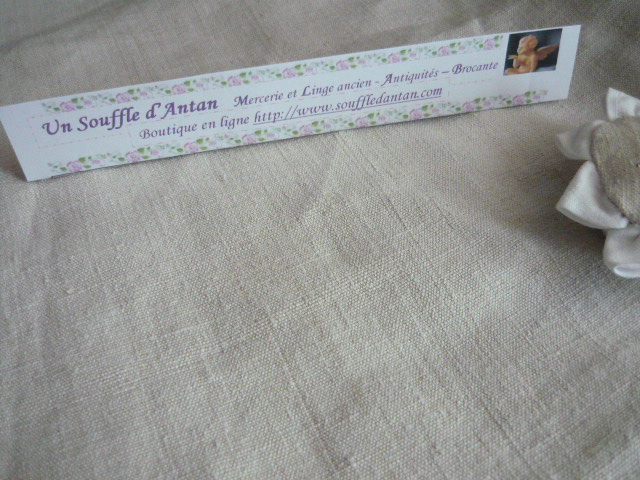 Un Souffle d'Antan Mercerie et Linge ancien - Antiquités – Brocante
Boutique en ligne http://www.souffledantan.com